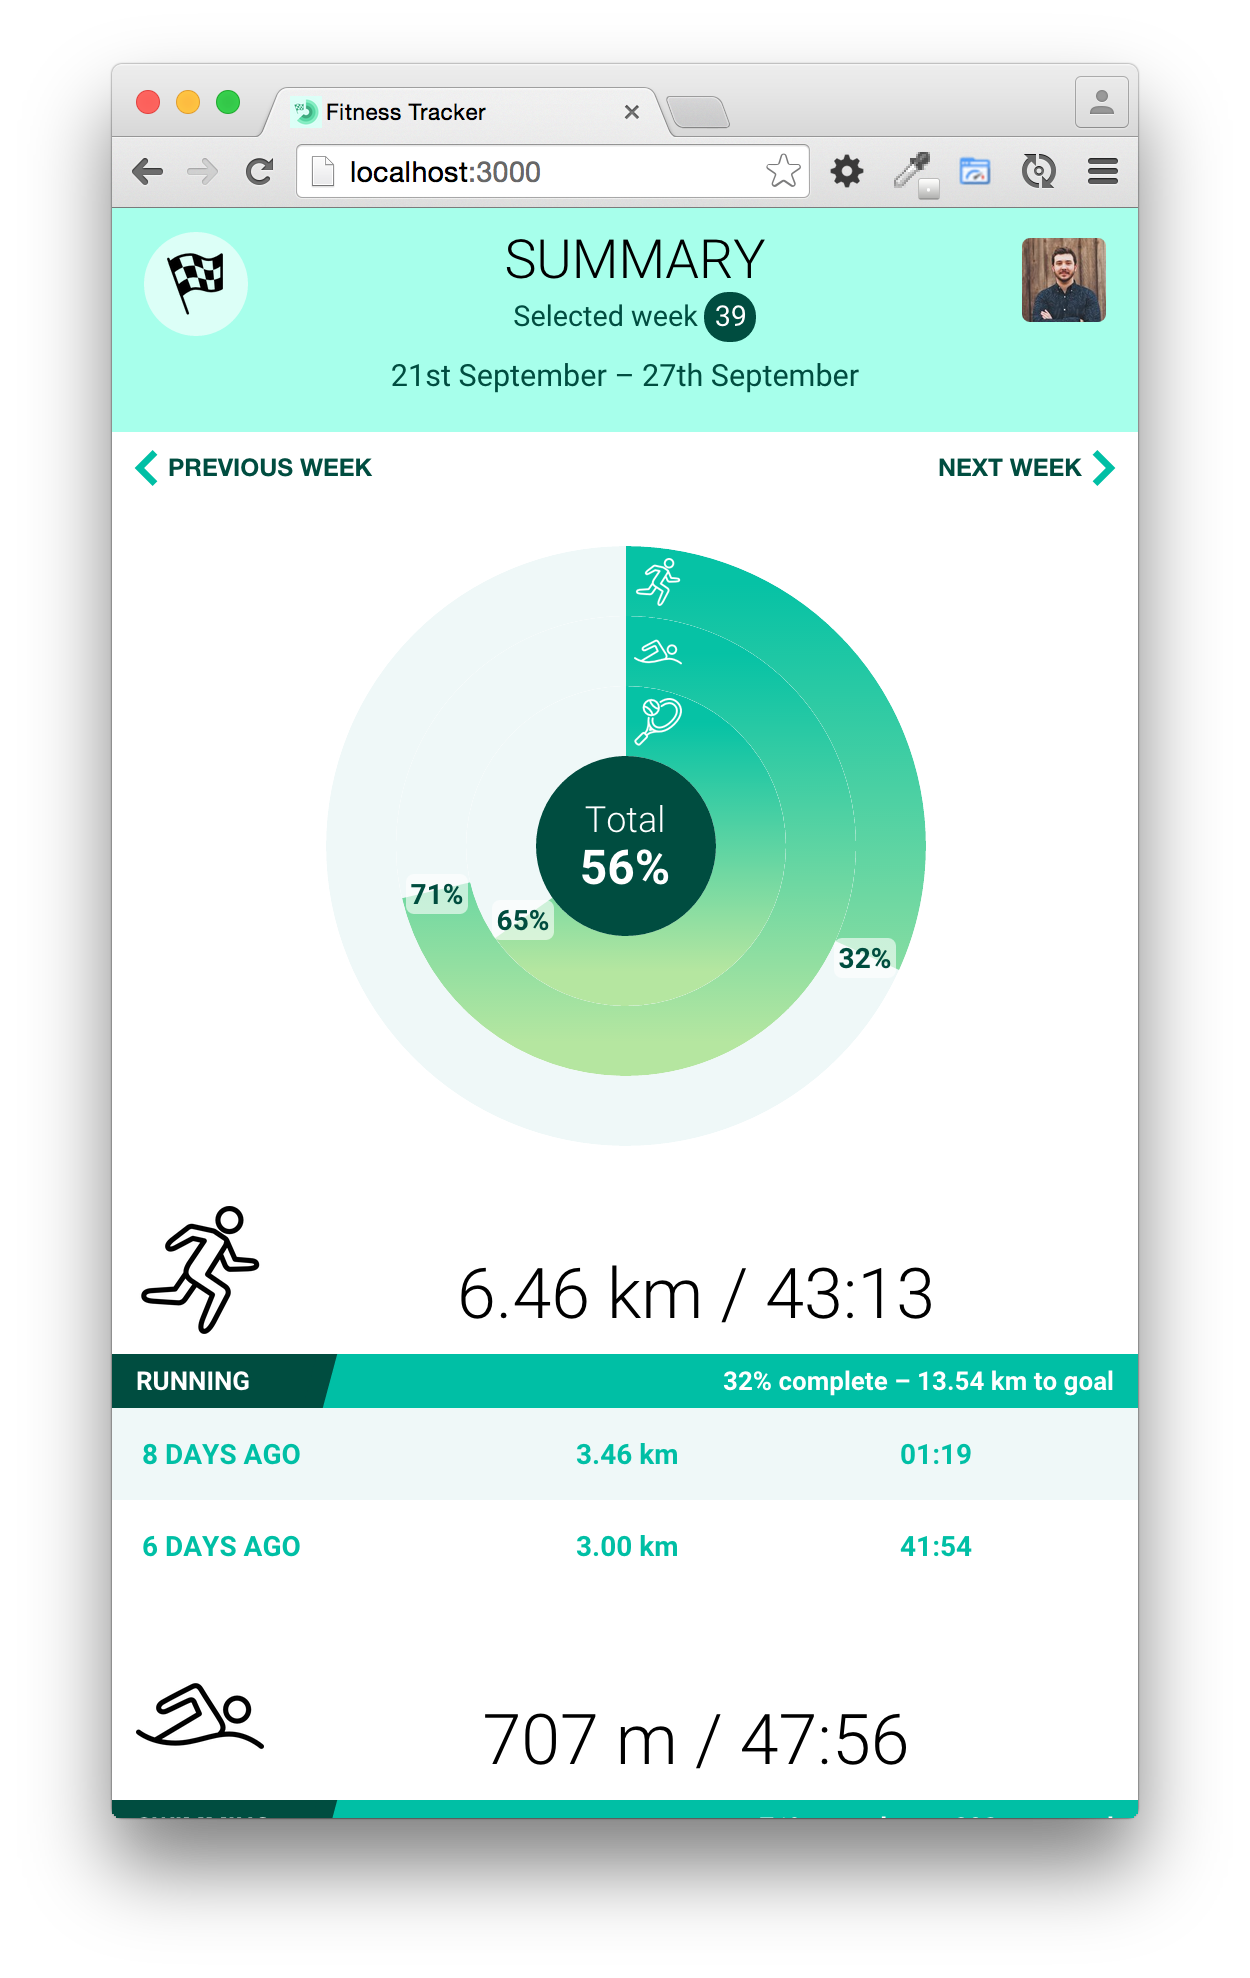 Fitness Tracker
localhost:3000
SUMMARY
Selected week 39
21st September – 27th September
PREVIOUS WEEK
NEXT WEEK
Total
56%
71%
65%
32%
6.46 km / 43:13
RUNNING
32% complete – 13.54 km to goal
8 DAYS AGO 3.46 km 01:19
6 DAYS AGO 3.00 km 41:54
707 m / 47:56